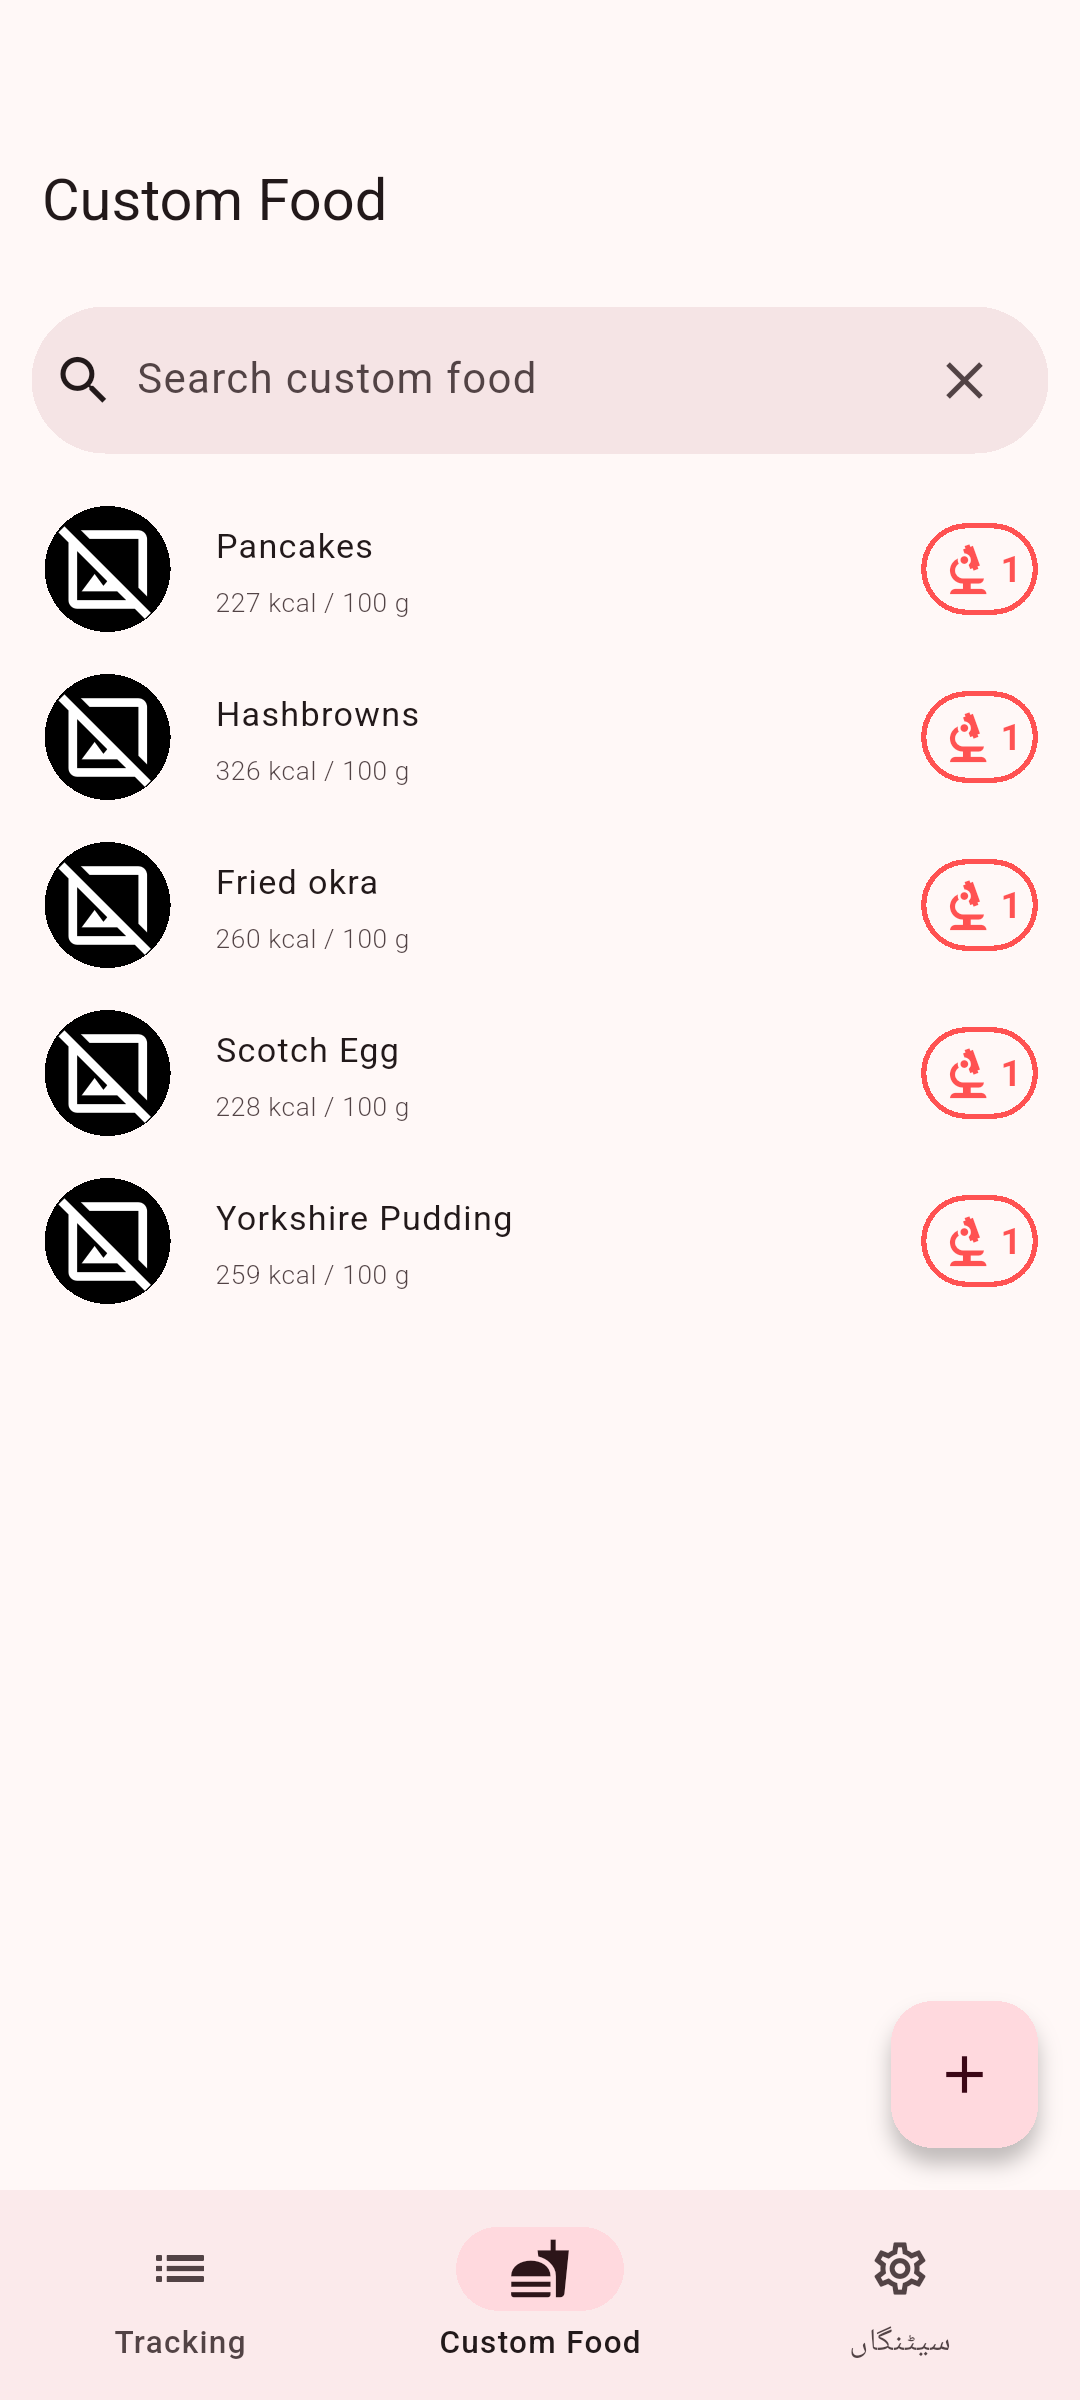 Custom Food
Search custom food
Pancakes
227 kcal / 100 g
1
Hashbrowns
326 kcal / 100 g
1
Fried okra
260 kcal / 100 g
1
Scotch Egg
228 kcal / 100 g
1
Yorkshire Pudding
259 kcal / 100 g
1
Tracking
Custom Food
سیٹنگاں